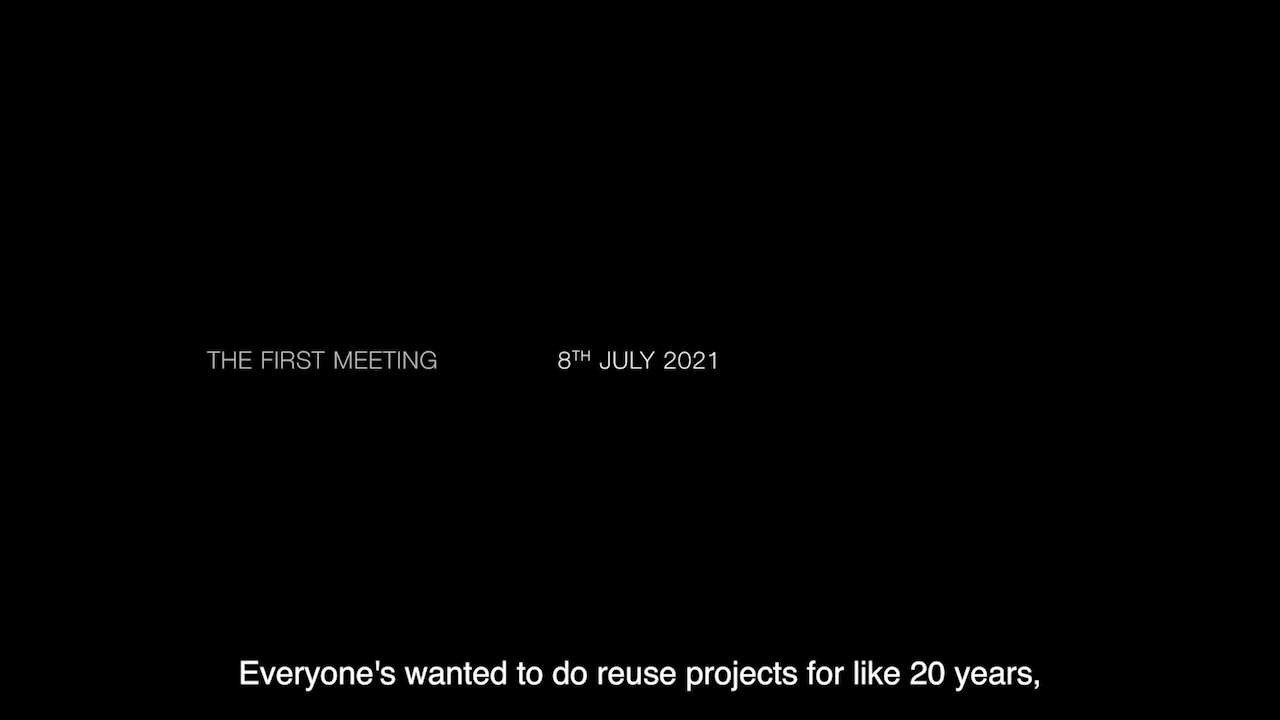 THE FIRST MEETING 8TH JULY 2021
Everyone's wanted to do reuse projects for like 20 years,